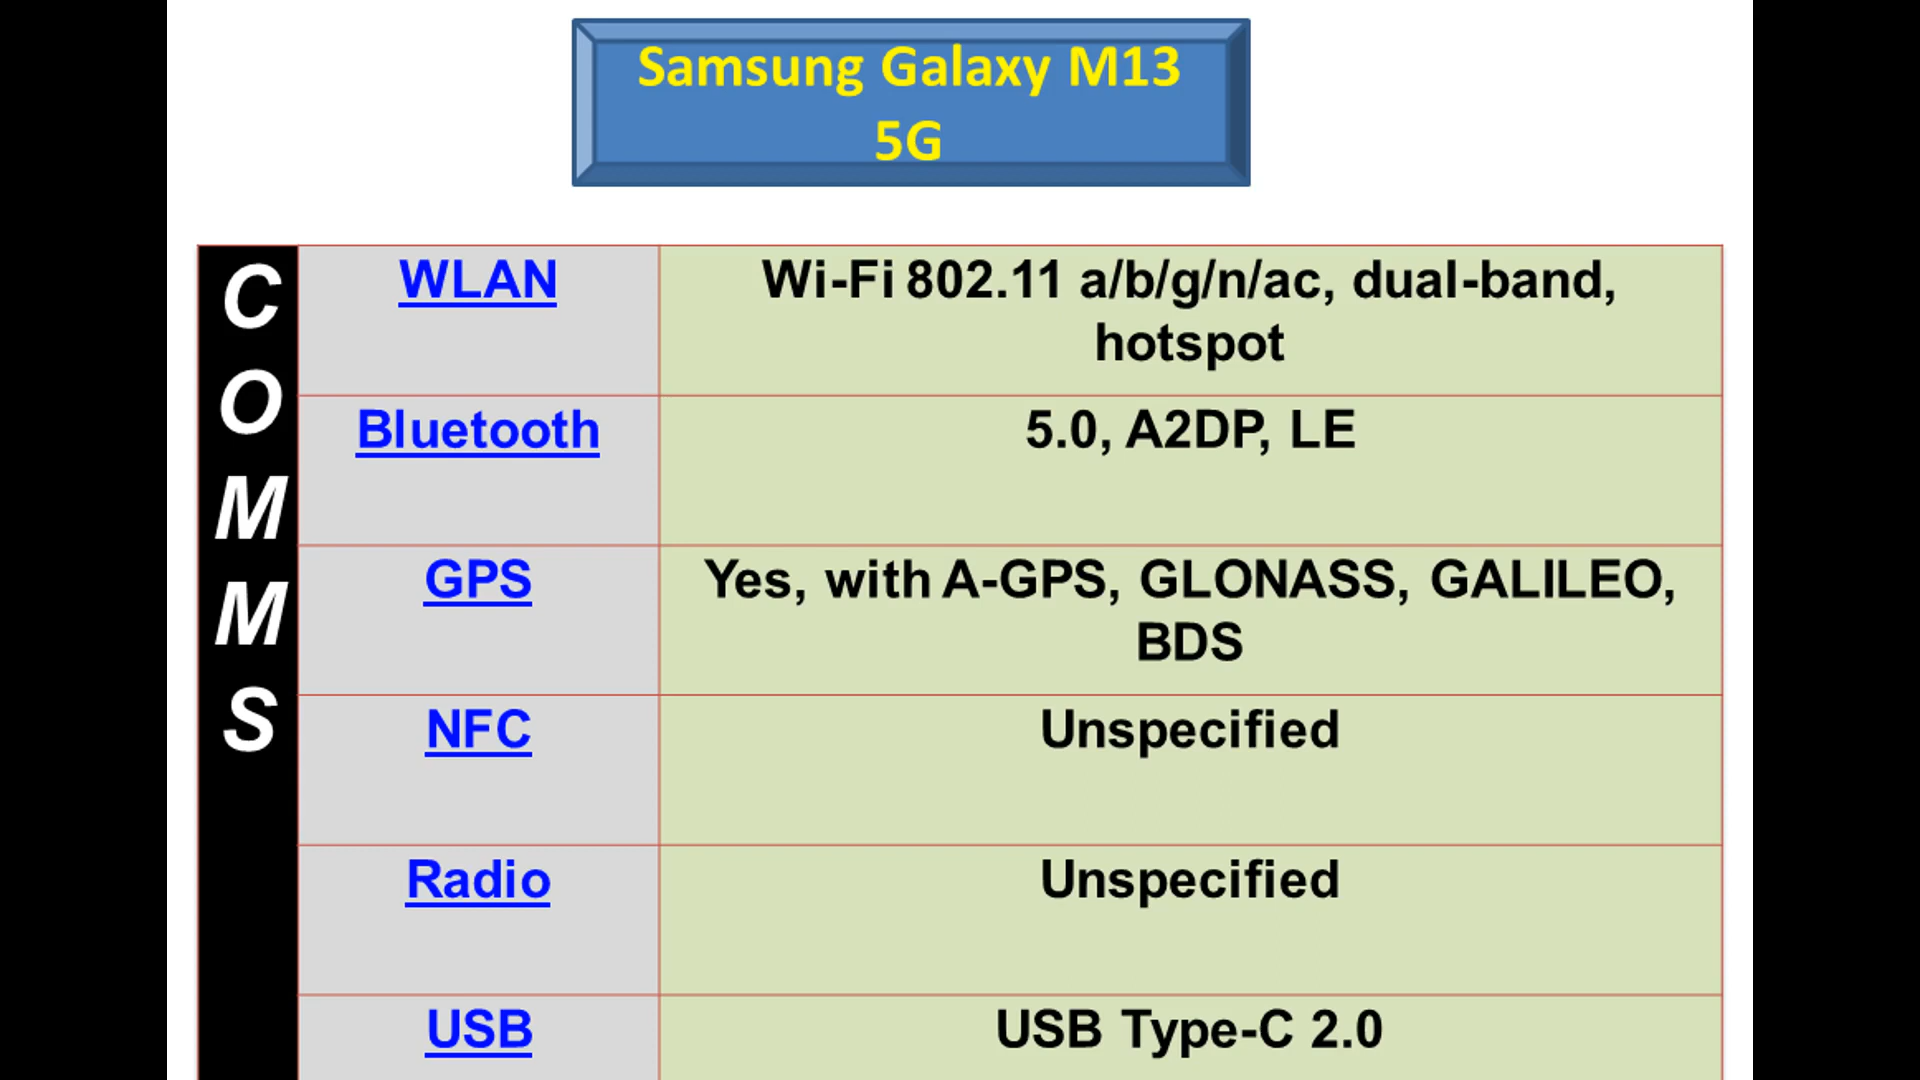 Samsung Galaxy M13
5G
COMMS
WLAN
Wi-Fi 802.11 a/b/g/n/ac, dual-band,
hotspot
Bluetooth
5.0, A2DP, LE
GPS
Yes, with A-GPS, GLONASS, GALILEO,
BDS
NFC
Unspecified
Radio
Unspecified
USB
USB Type-C 2.0